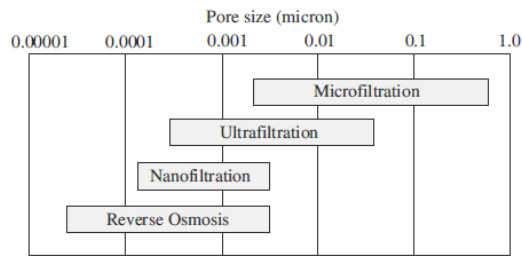 Pore size (micron)
0.00001 0.0001 0.001 0.01 0.1 1.0
Microfiltration
Ultrafiltration
Nanofiltration
Reverse Osmosis